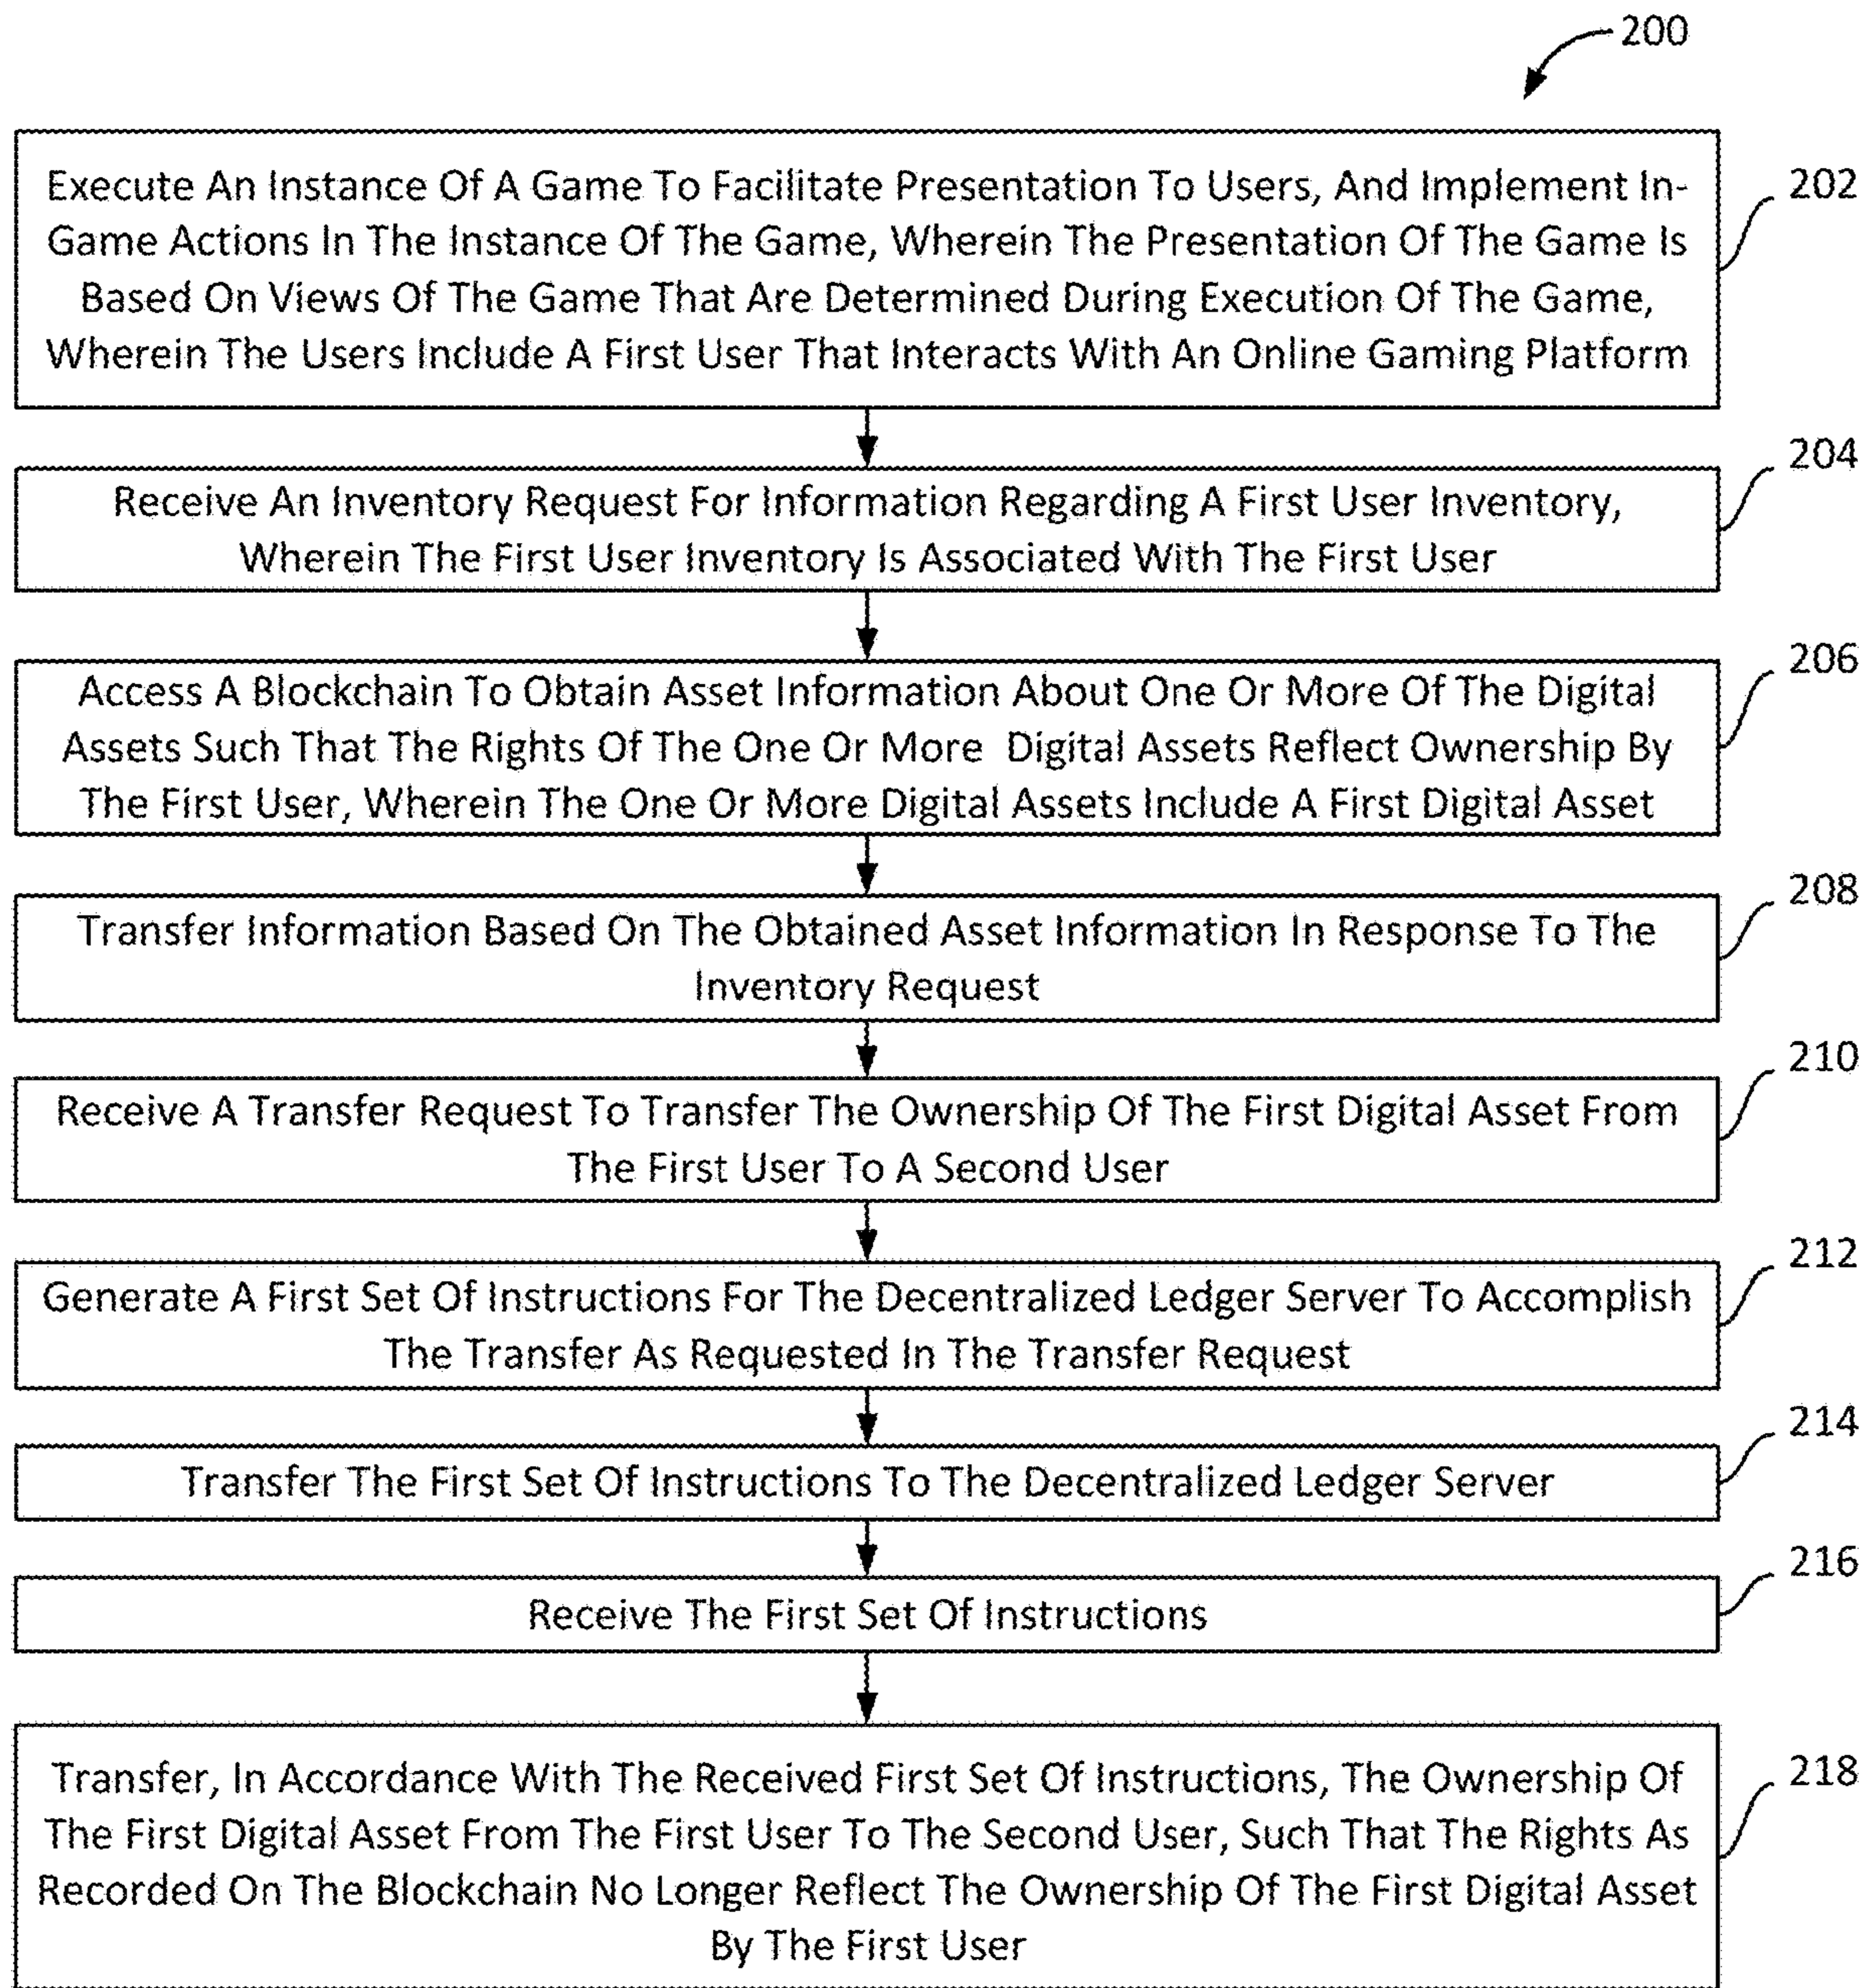 200
Execute An Instance Of A Game To Facilitate Presentation To Users, And Implement In-
Game Actions In The Instance Of The Game, Wherein The Presentation Of The Game Is
Based On Views Of The Game That Are Determined During Execution Of The Game,
Wherein The Users Include A First User That Interacts With An Online Gaming Platform
202
Receive An Inventory Request For Information Regarding A First User Inventory,
Wherein The First User Inventory Is Associated With The First User
204
Access A Blockchain To Obtain Asset Information About One Or More Of The Digital
Assets Such That The Rights Of The One Or More Digital Assets Reflect Ownership By
The First User, Wherein The One Or More Digital Assets Include A First Digital Asset
206
Transfer Information Based On The Obtained Asset Information In Response To The
Inventory Request
208
Receive A Transfer Request To Transfer The Ownership Of The First Digital Asset From
The First User To A Second User
210
Generate A First Set Of Instructions For The Decentralized Ledger Server To Accomplish
The Transfer As Requested In The Transfer Request
212
Transfer The First Set Of Instructions To The Decentralized Ledger Server
214
Receive The First Set Of Instructions
216
Transfer, In Accordance With The Received First Set Of Instructions, The Ownership Of
The First Digital Asset From The First User To The Second User, Such That The Rights As
Recorded On The Blockchain No Longer Reflect The Ownership Of The First Digital Asset
By The First User
218